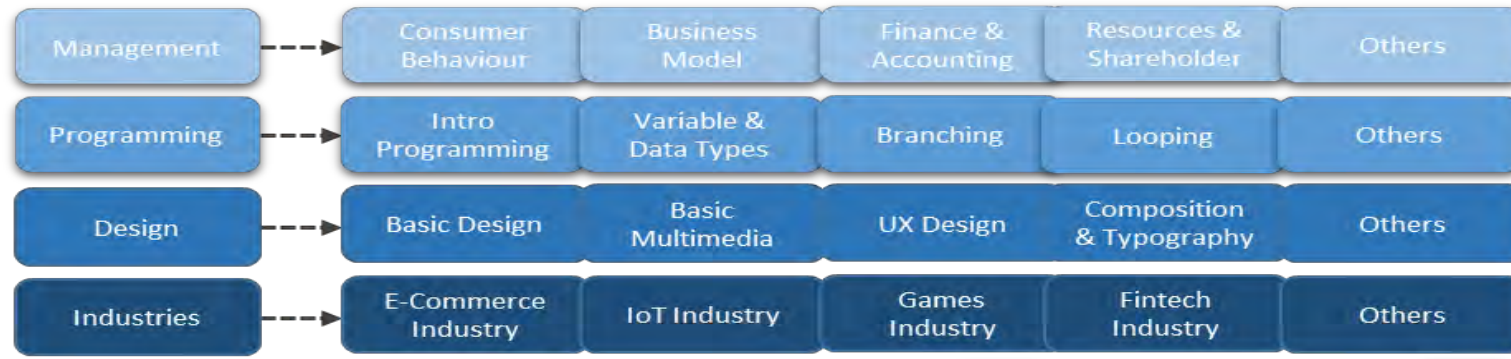 Management
Consumer
Behaviour
Business
Model
Finance &
Accounting
Resources &
Shareholder
Others
Programming
Intro
Programming
Variable &
Data Types
Branching
Looping
Others
Design
Basic Design
Basic
Multimedia
UX Design
Composition
& Typography
Others
Industries
E-Commerce
Industry
IoT Industry
Games
Industry
Fintech
Industry
Others